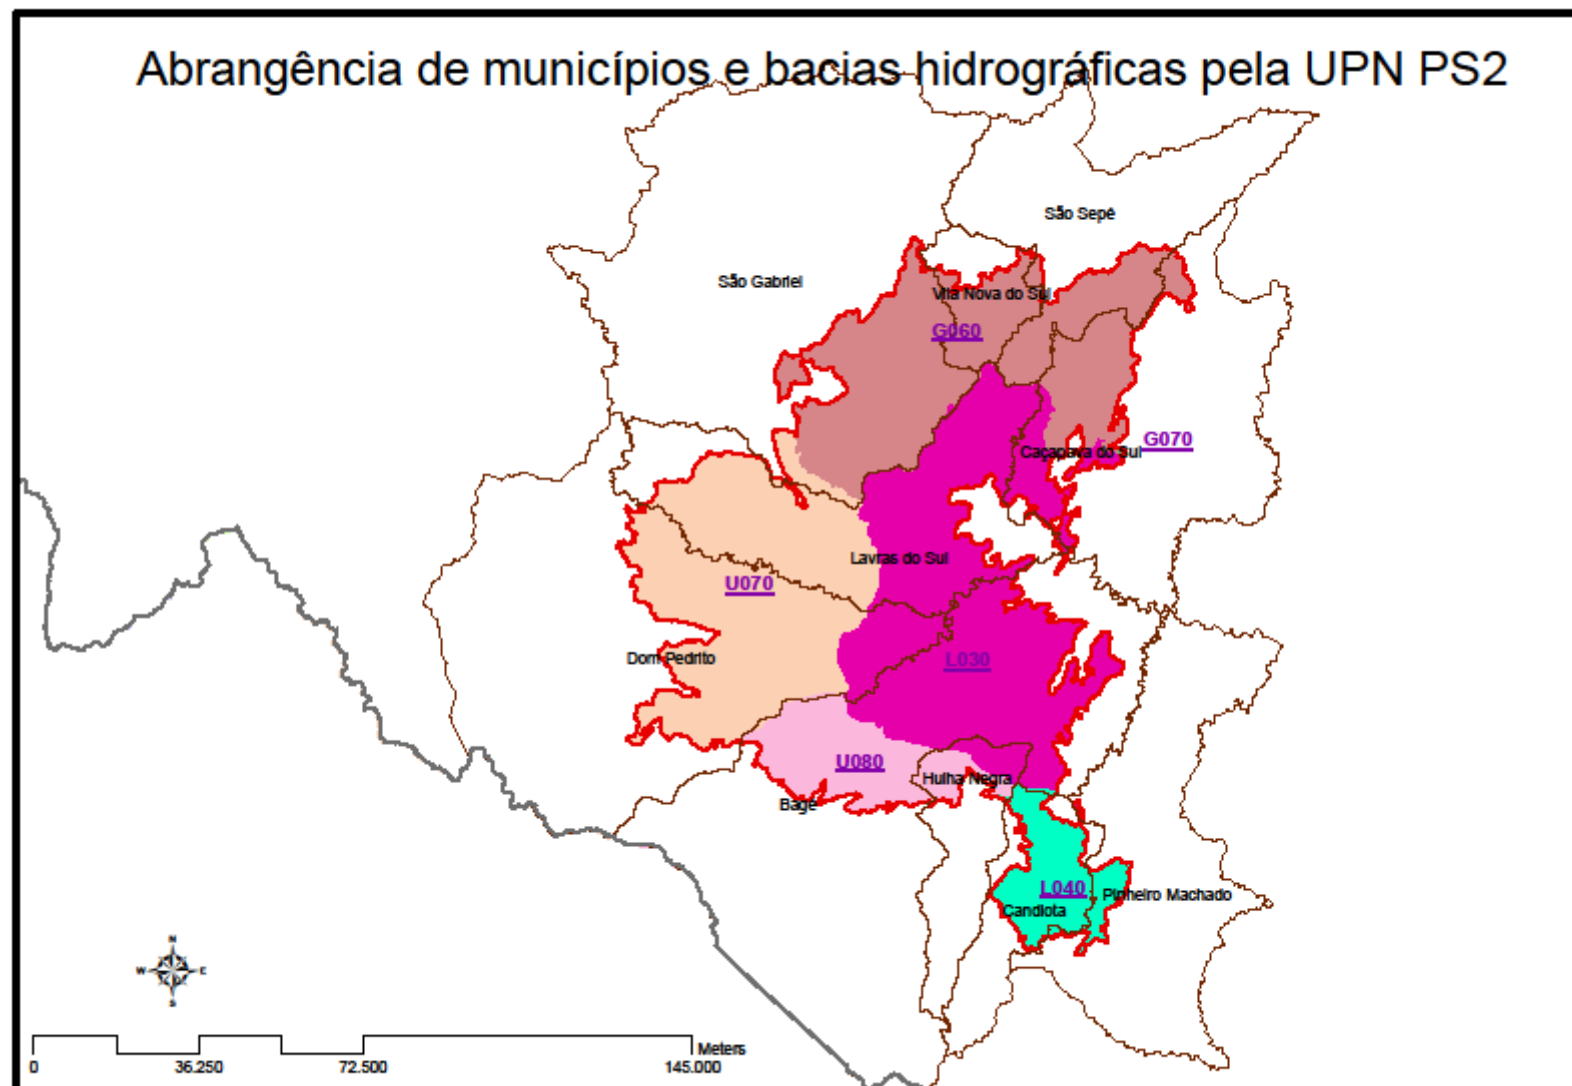 Abrangência de municípios e bacias hidrográficas pela UPN PS2
São Sepé
São Gabriel
Vila Nova do Sul
G060
G070
Caçapava do Sul
Lavras do Sul
U070
Dom Pedrito
L030
U080
Hulha Negra
Bagé
L040
Pinheiro Machado
Candiota
N
W E
S
Meters
0 36.250 72.500 145.000